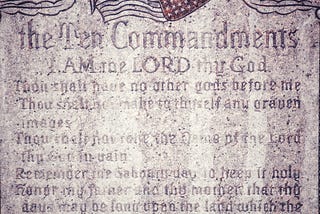 the Ten Commandments
I AM the LORD thy God.
Thou shalt have no other gods before me
Thou shalt not make to thyself any graven
images
Thou shalt not take the Name of the Lord
thy God in vain
Remember the Sabbath day to keep it holy
Honor thy father and thy mother that thy
days may be long upon the land which the